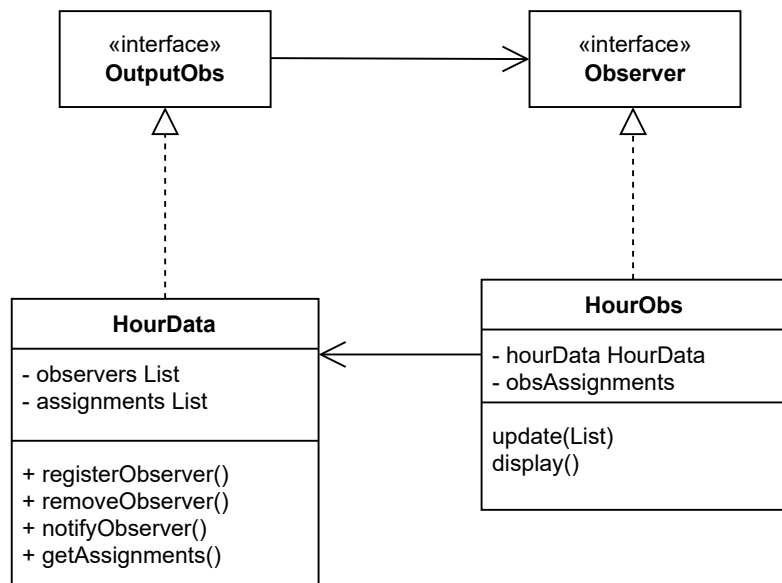 «interface»
OutputObs
«interface»
Observer
HourData
- observers List
- assignments List
+ registerObserver()
+ removeObserver()
+ notifyObserver()
+ getAssignments()
HourObs
- hourData HourData
- obsAssignments
update(List)
display()